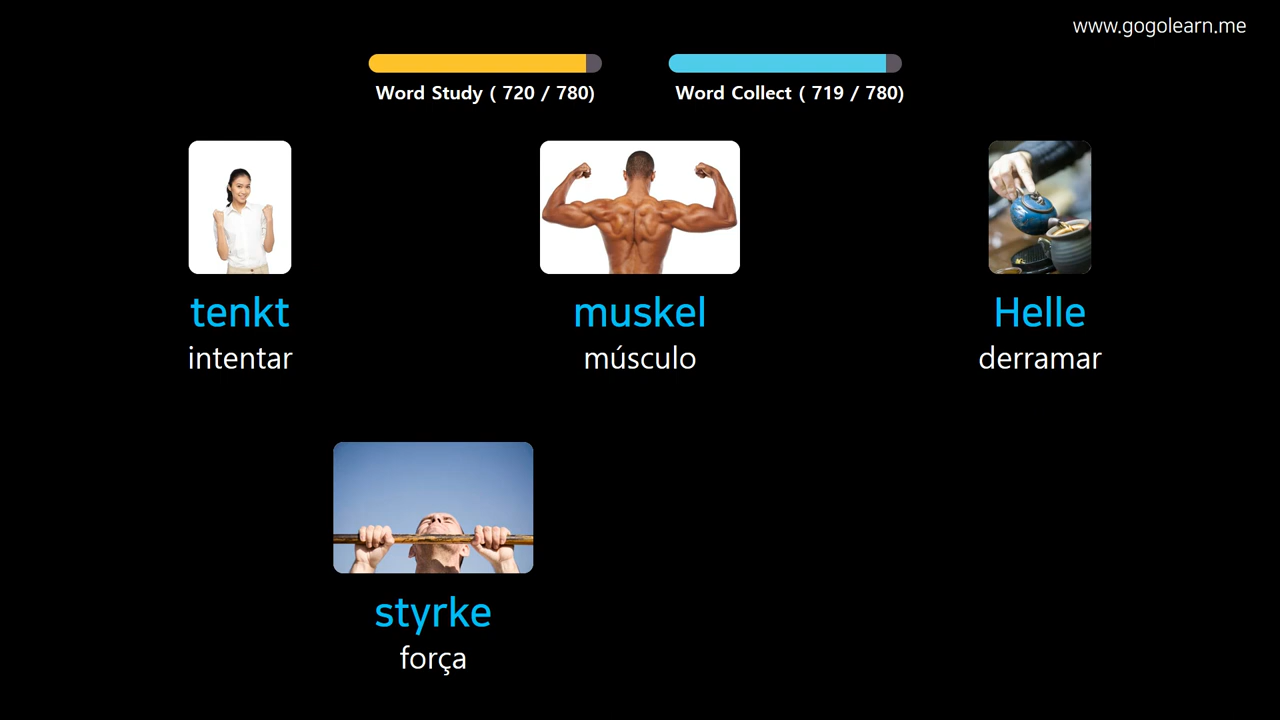 www.gogolearn.me
Word Study ( 720 / 780)
Word Collect ( 719 / 780)
tenkt
intentar
muskel
músculo
Helle
derramar
styrke
força